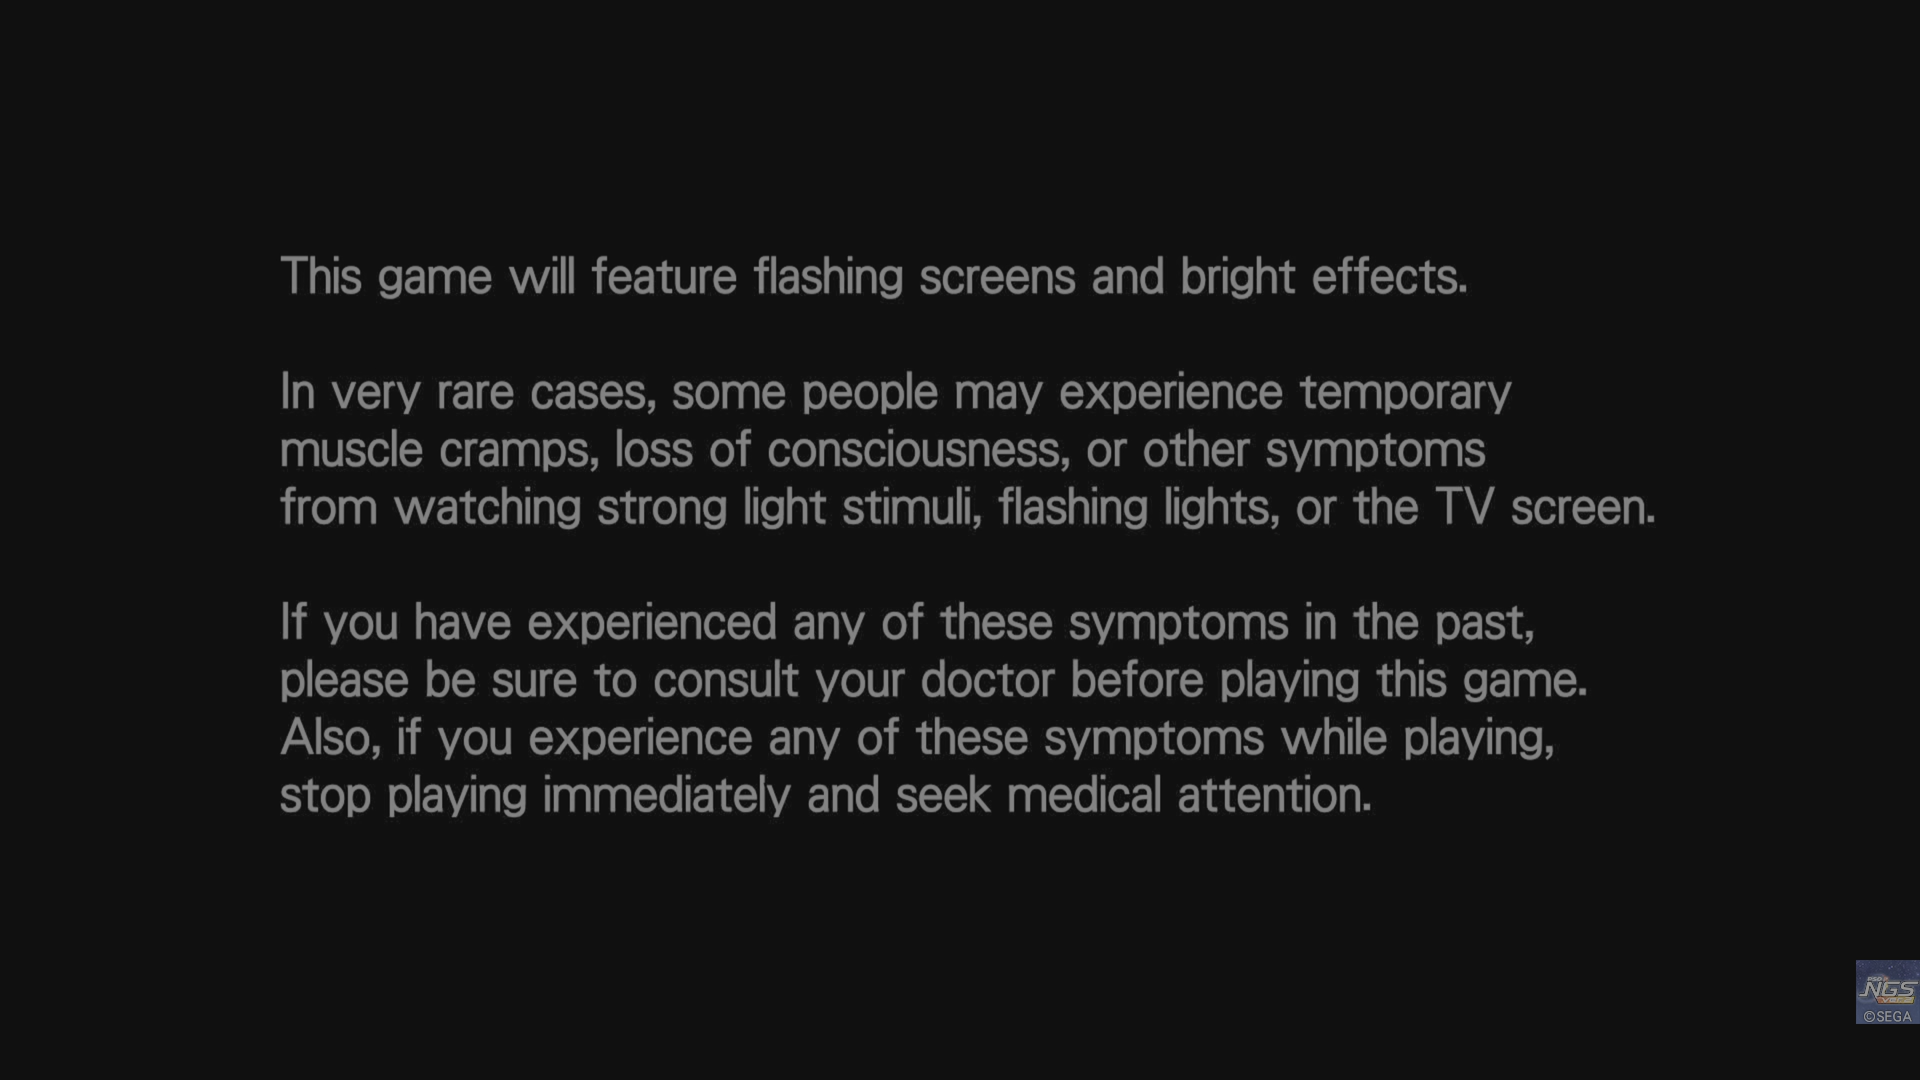 This game will feature flashing screens and bright effects.
In very rare cases, some people may experience temporary
muscle cramps, loss of consciousness, or other symptoms
from watching strong light stimuli, flashing lights, or the TV screen.
If you have experienced any of these symptoms in the past,
please be sure to consult your doctor before playing this game.
Also, if you experience any of these symptoms while playing,
stop playing immediately and seek medical attention.
NGS
©SEGA